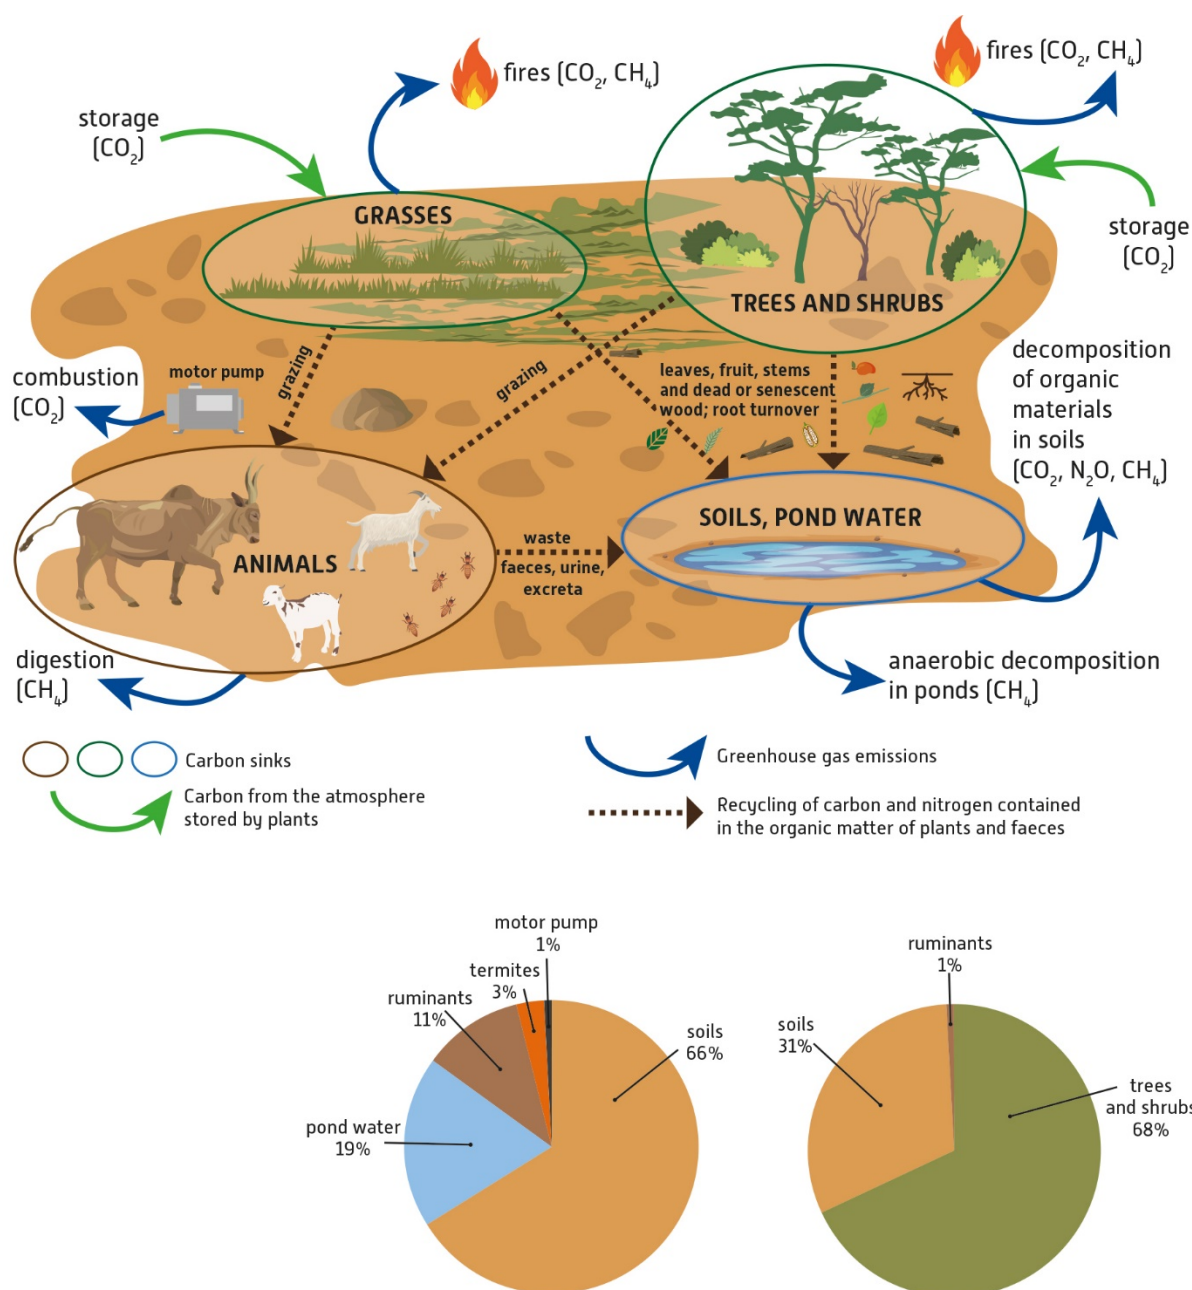 fires (CO₂, CH₄)
fires (CO₂, CH₄)
storage
(CO₂)
GRASSES
storage
(CO₂)
TREES AND SHRUBS
combustion
(CO₂)
motor pump
grazing
grazing
leaves, fruit, stems
and dead or senescent
wood; root turnover
decomposition
of organic
materials
in soils
(CO₂, N₂O, CH₄)
ANIMALS
waste
faeces, urine,
excreta
SOILS, POND WATER
digestion
(CH₄)
anaerobic decomposition
in ponds (CH₄)
Carbon sinks
Carbon from the atmosphere
stored by plants
Greenhouse gas emissions
Recycling of carbon and nitrogen contained
in the organic matter of plants and faeces
motor pump
1%
termites
3%
ruminants
11%
soils
66%
pond water
19%
ruminants
1%
soils
31%
trees
and shrubs
68%